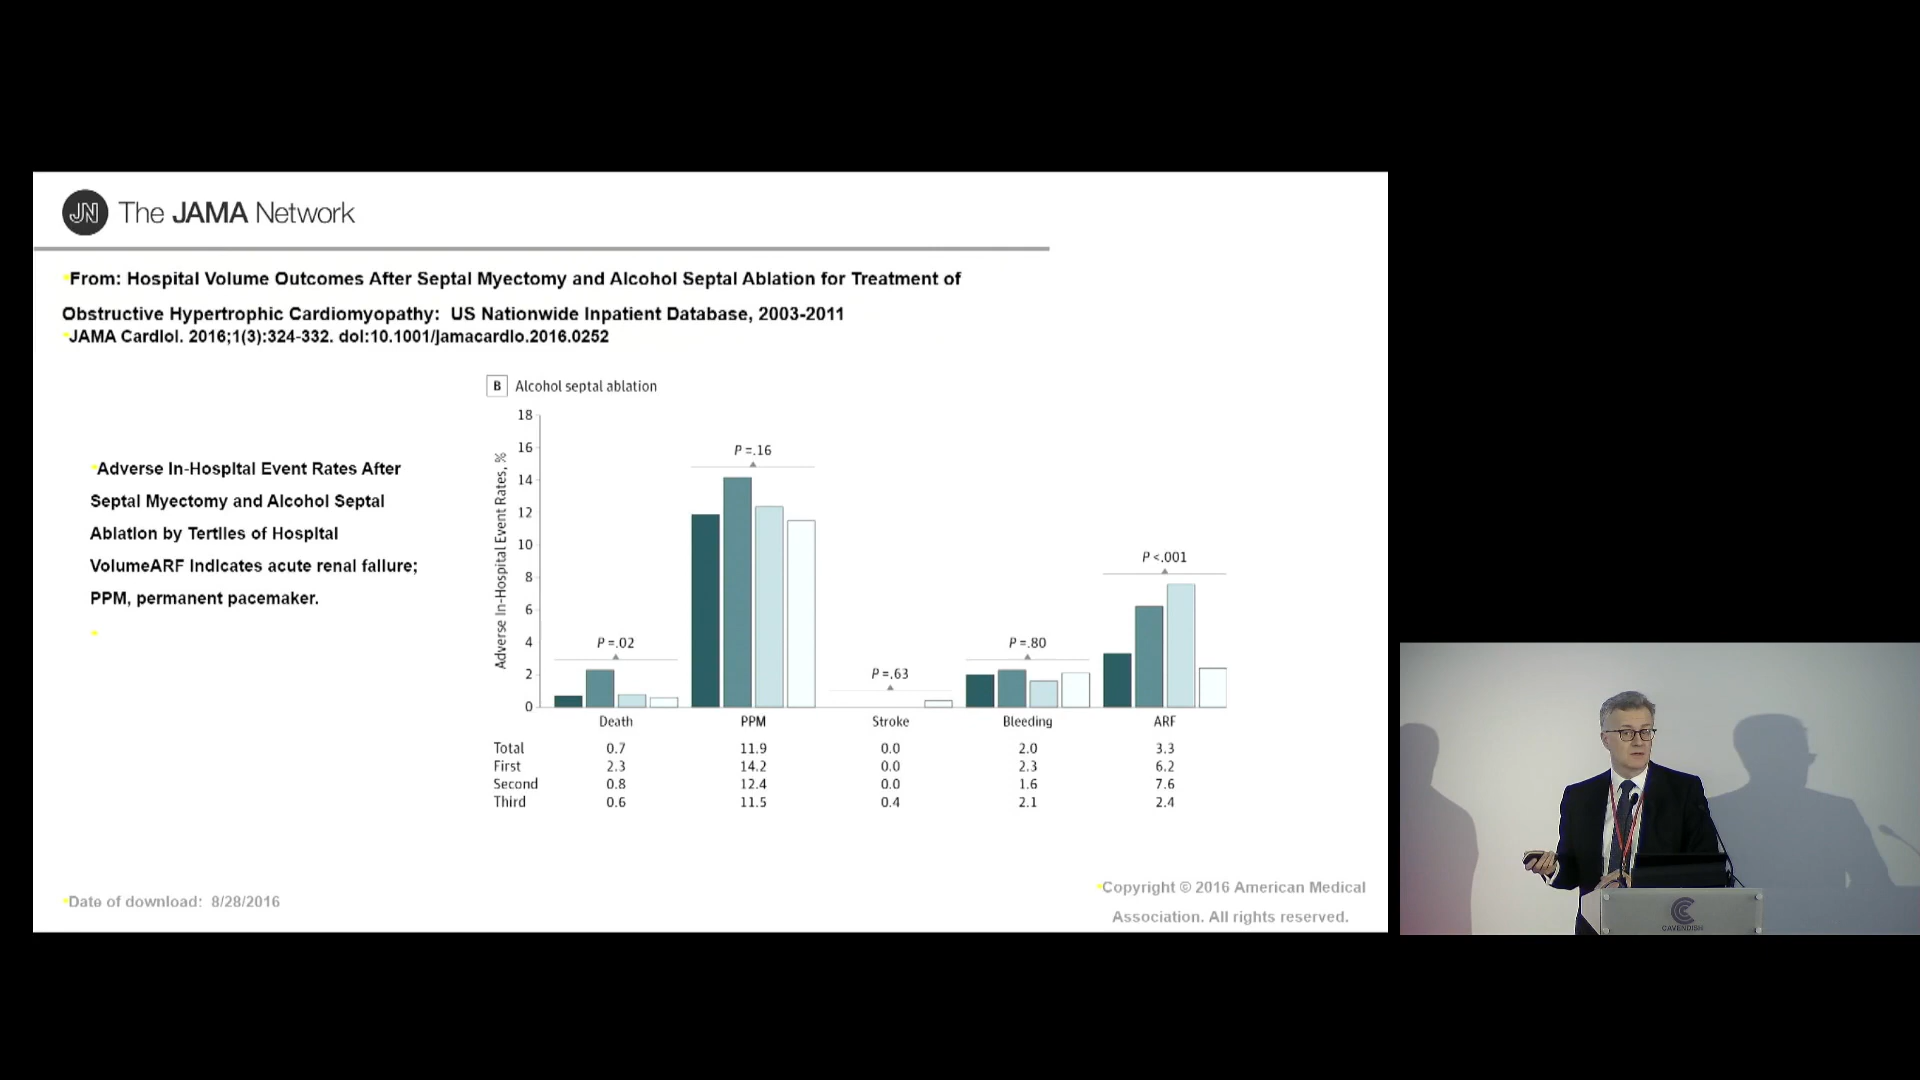 JN The JAMA Network
From: Hospital Volume Outcomes After Septal Myectomy and Alcohol Septal Ablation for Treatment of
Obstructive Hypertrophic Cardiomyopathy: US Nationwide Inpatient Database, 2003-2011
JAMA Cardiol. 2016;1(3):324-332. doi:10.1001/jamacardio.2016.0252
Adverse In-Hospital Event Rates After
Septal Myectomy and Alcohol Septal
Ablation by Tertiles of Hospital
VolumeARF indicates acute renal failure;
PPM, permanent pacemaker.
B Alcohol septal ablation
Adverse In-Hospital Event Rates, %
18
16
14
12
10
8
6
4
2
0
P =.02
P =.16
P =.63
P =.80
P <.001
Death PPM Stroke Bleeding ARF
Total 0.7 11.9 0.0 2.0 3.3
First 2.3 14.2 0.0 2.3 6.2
Second 0.8 12.4 0.0 1.6 7.6
Third 0.6 11.5 0.4 2.1 2.4
Date of download: 8/28/2016
Copyright © 2016 American Medical
Association. All rights reserved.
CAVENDISH